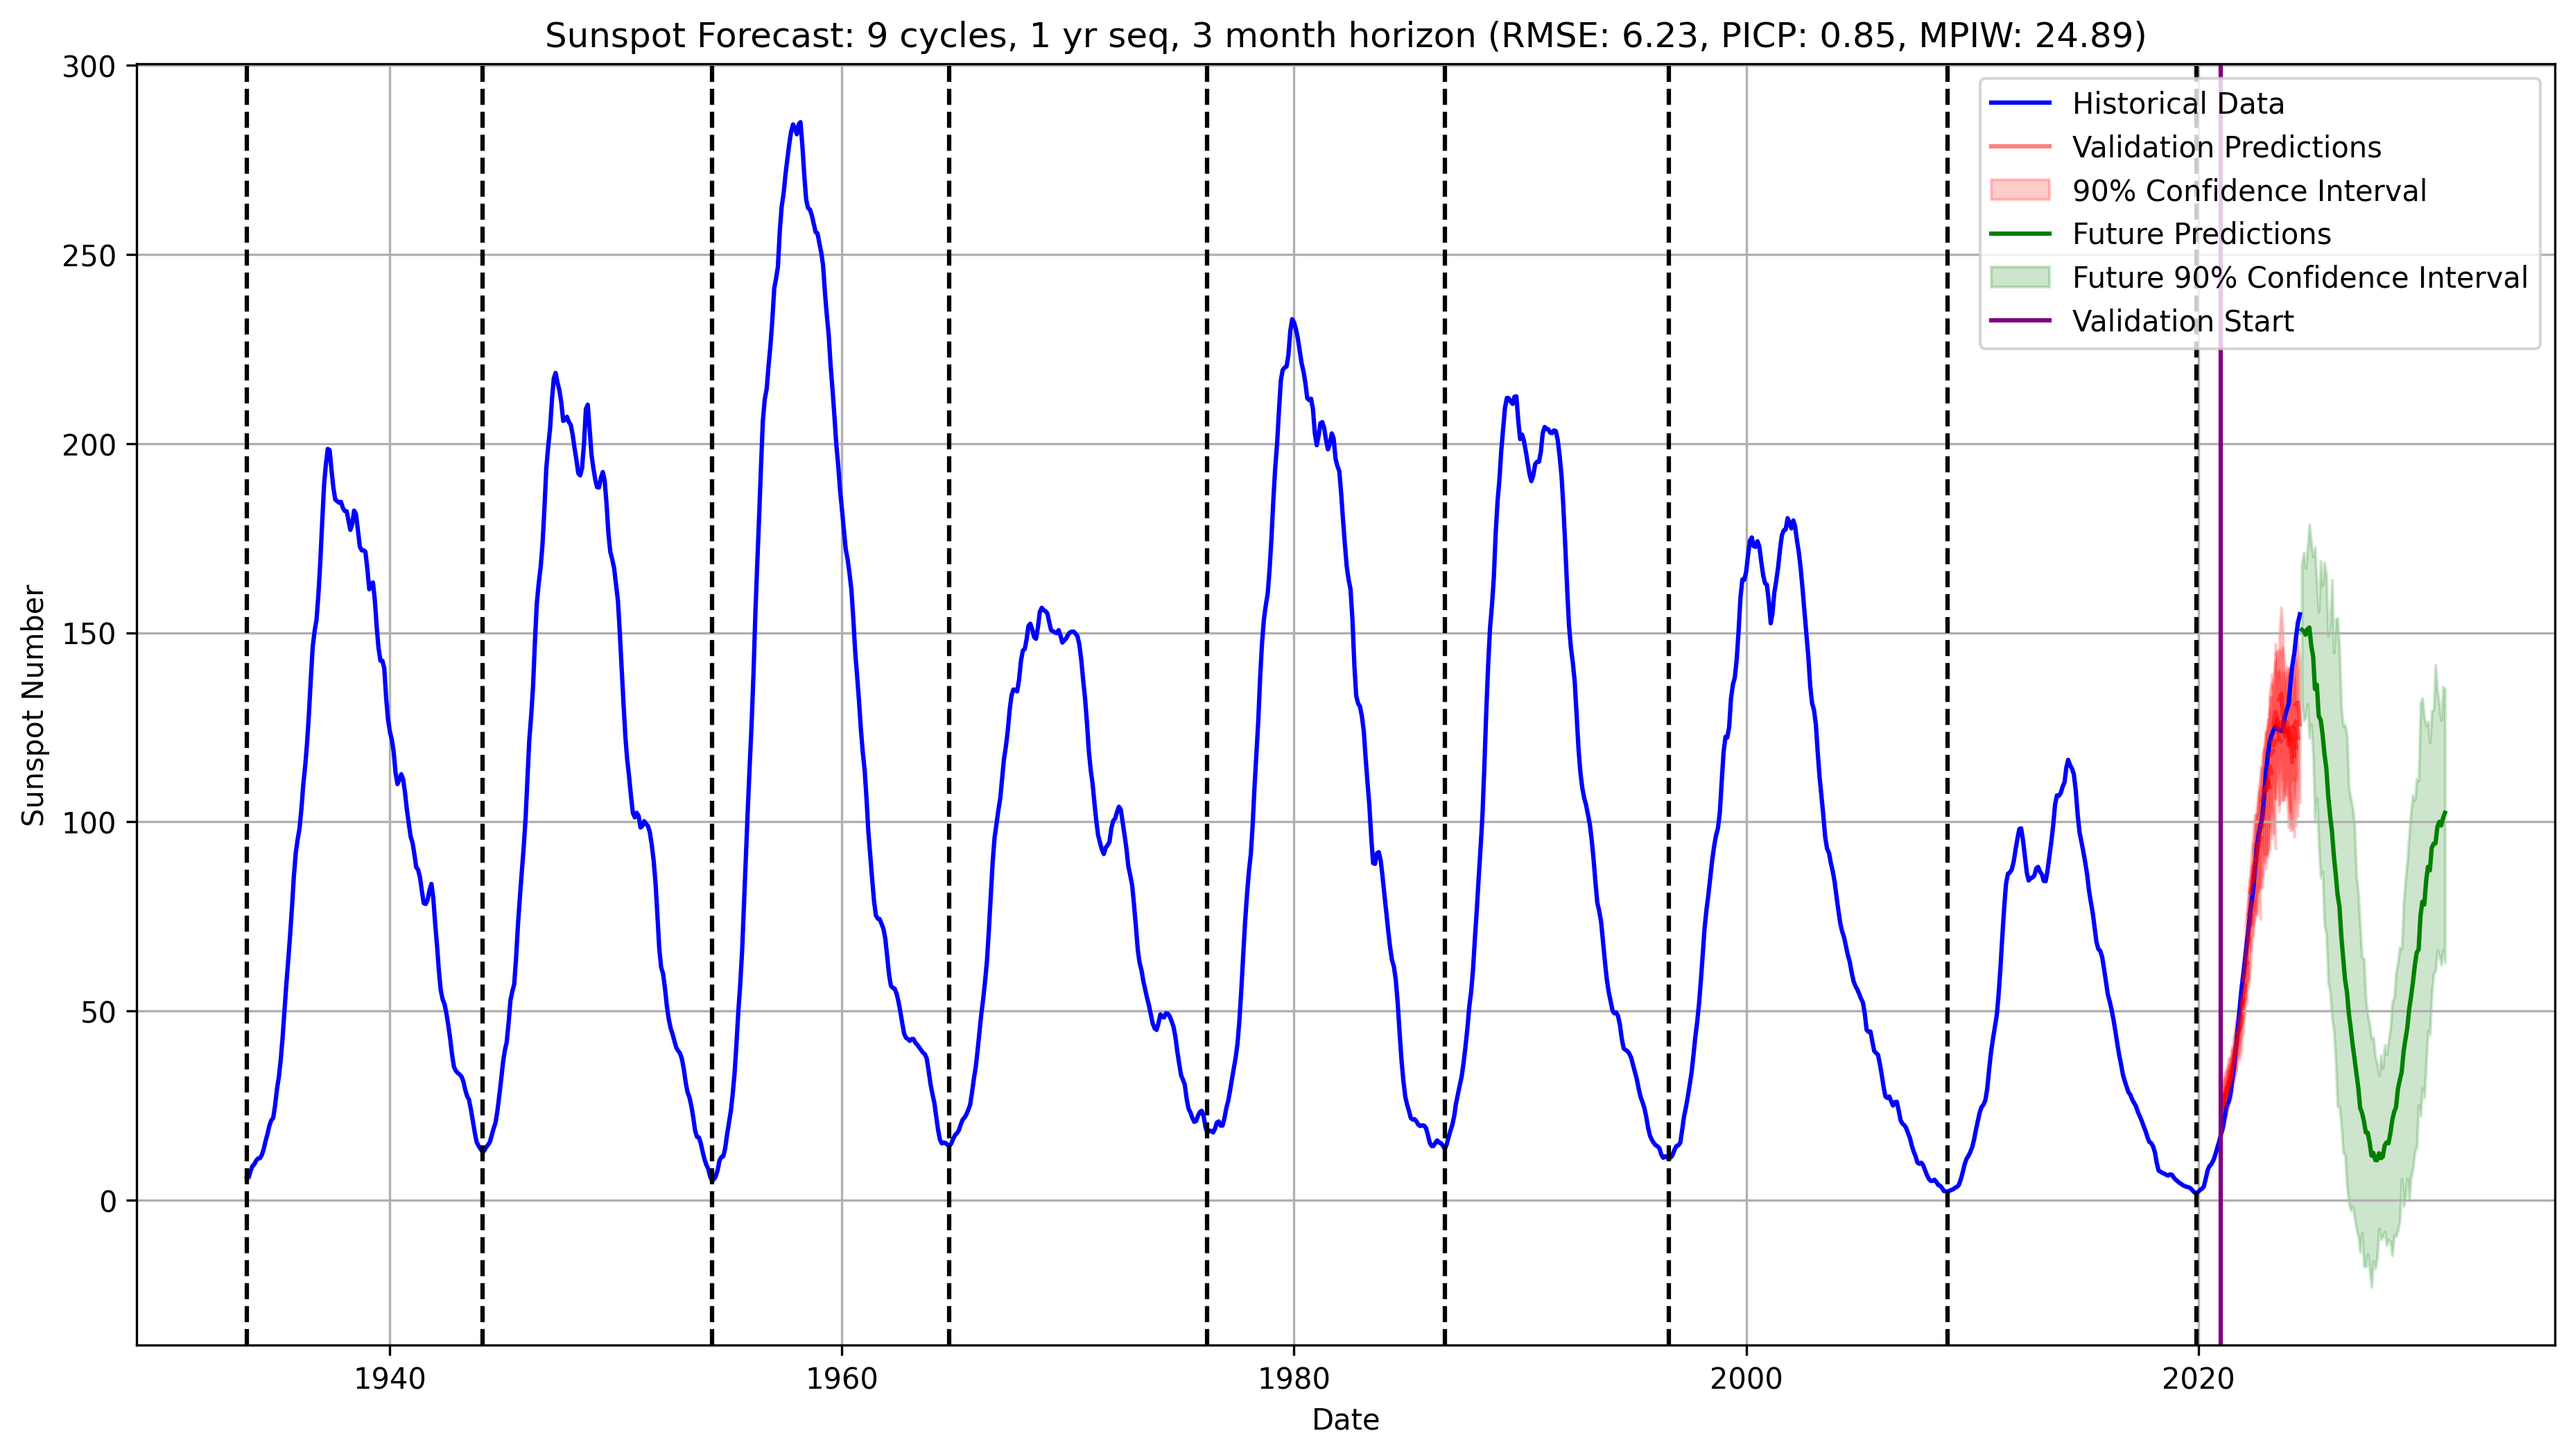 Sunspot Forecast: 9 cycles, 1 yr seq, 3 month horizon (RMSE: 6.23, PICP: 0.85, MPIW: 24.89)
300
250
200
150
100
50
0
Sunspot Number
Historical Data
Validation Predictions
90% Confidence Interval
Future Predictions
Future 90% Confidence Interval
Validation Start
1940
1960
1980
2000
2020
Date